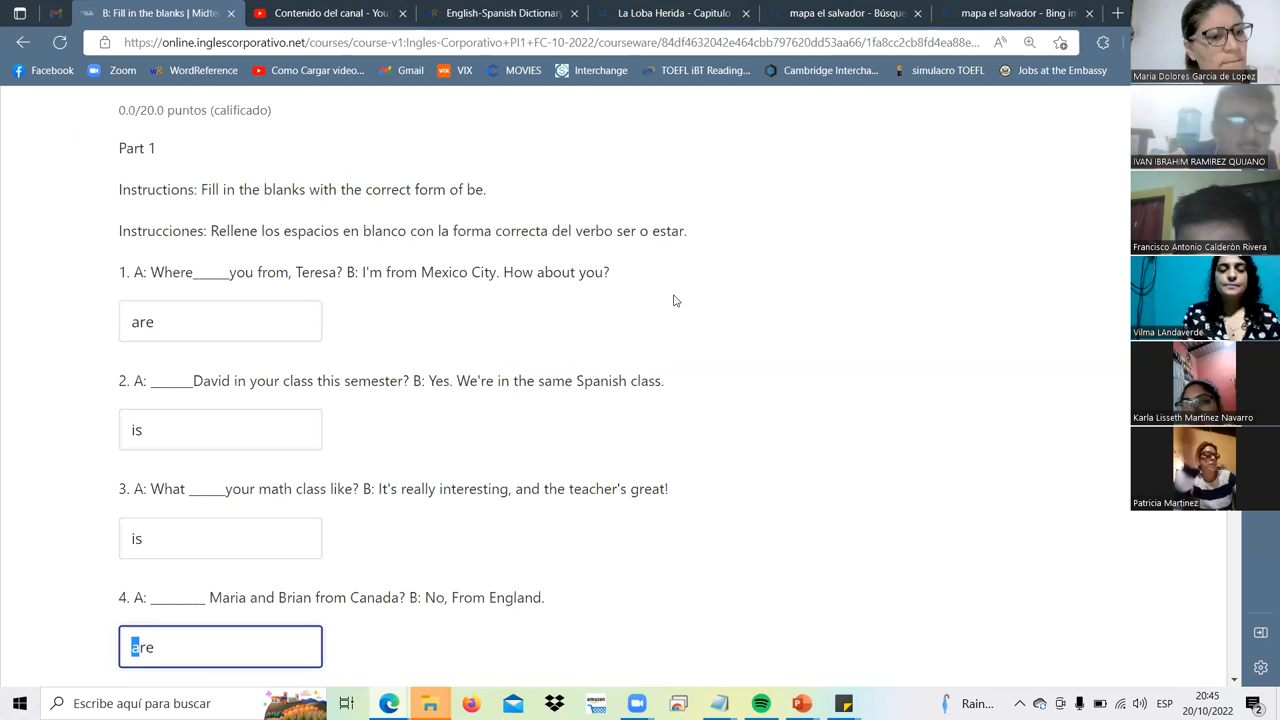 B: Fill in the blanks | Midte
Contenido del canal - You
English-Spanish Dictionary
La Loba Herida - Capitulo
mapa el salvador - Búsque
mapa el salvador - Bing im
https://online.inglescorporativo.net/courses/course-v1:Ingles-Corporativo+PI1+FC-10-2022/courseware/84df4632042e464cbb797620dd53aa66/1fa8cc2cb8fd4ea88e...
Facebook
Zoom
WordReference
Como Cargar video...
Gmail
VIX
MOVIES
Interchange
TOEFL iBT Reading...
Cambridge Intercha...
simulacro TOEFL
Jobs at the Embassy
0.0/20.0 puntos (calificado)
Part 1
Instructions: Fill in the blanks with the correct form of be.
Instrucciones: Rellene los espacios en blanco con la forma correcta del verbo ser o estar.
1. A: Where______you from, Teresa? B: I'm from Mexico City. How about you?
are
2. A: _______David in your class this semester? B: Yes. We're in the same Spanish class.
is
3. A: What ______your math class like? B: It's really interesting, and the teacher's great!
is
4. A: _________ Maria and Brian from Canada? B: No, From England.
are
Maria Dolores Garcia de Lopez
IVAN IBRAHIM RAMIREZ QUIJANO
Francisco Antonio Calderòn Rivera
Vilma LAndaverde
Karla Lisseth Martínez Navarro
Patricia Martinez
Escribe aquí para buscar
amazon
Rain...
ESP
20:45
20/10/2022
2